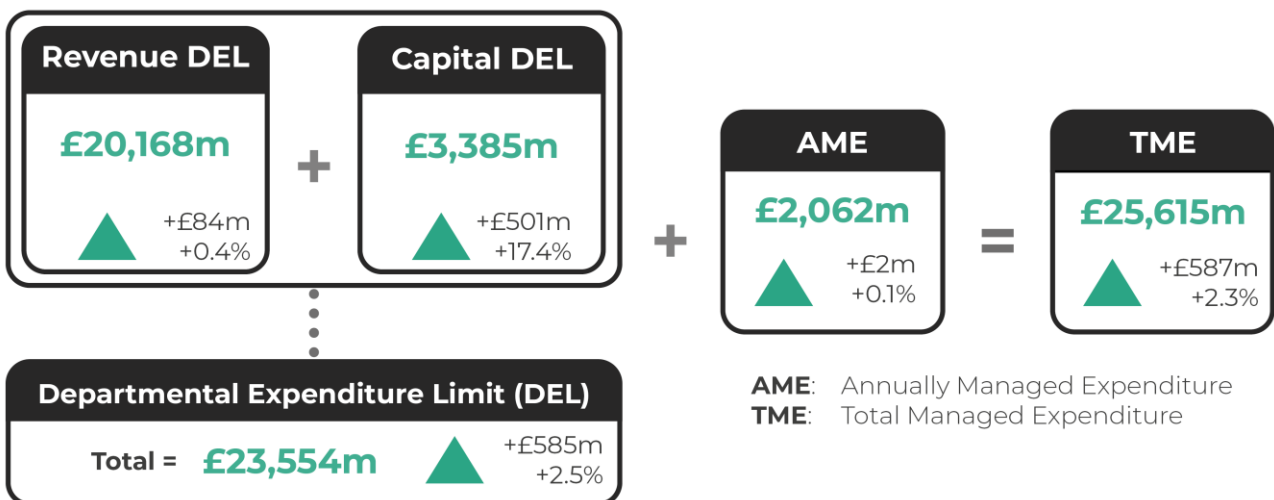 Revenue DEL
£20,168m
+£84m
+0.4%
+
Capital DEL
£3,385m
+£501m
+17.4%
+
AME
£2,062m
+£2m
+0.1%
=
TME
£25,615m
+£587m
+2.3%
Departmental Expenditure Limit (DEL)
Total = £23,554m
+£585m
+2.5%
AME: Annually Managed Expenditure
TME: Total Managed Expenditure